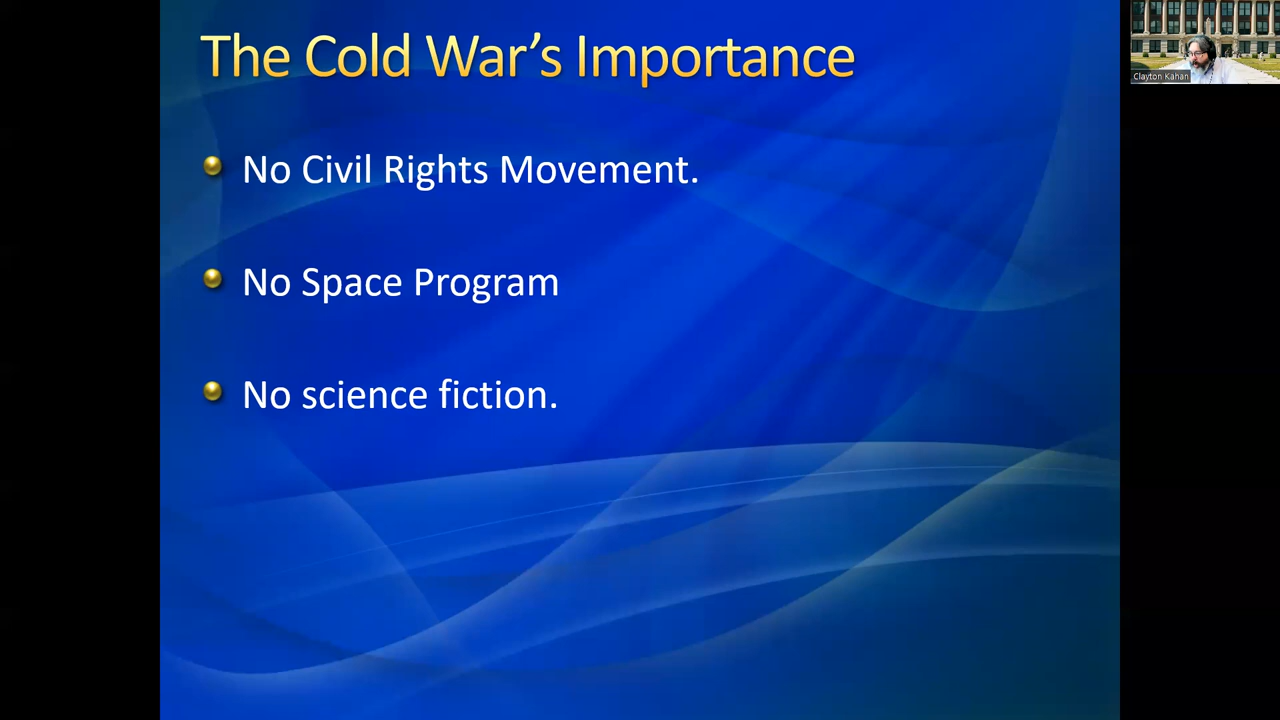 The Cold War’s Importance
No Civil Rights Movement.
No Space Program
No science fiction.
Clayton Kahan